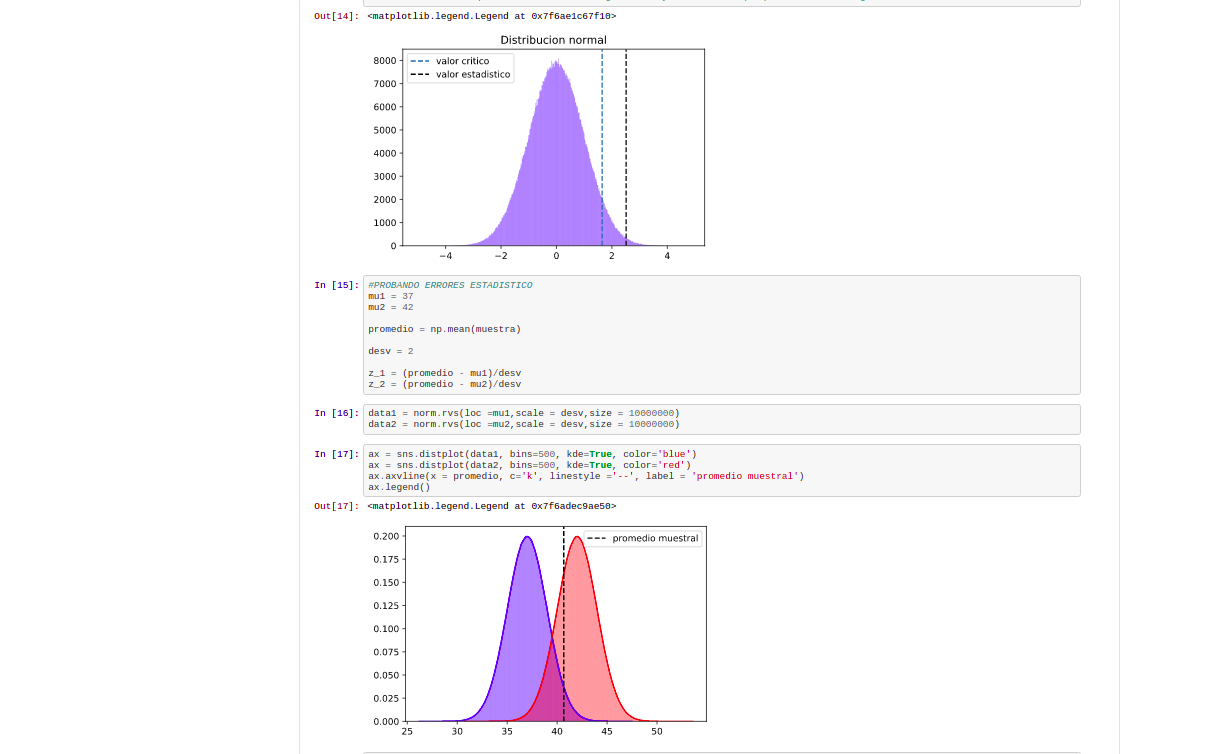 Out[14]: <matplotlib.legend.Legend at 0x7f6ae1c67f10>
Distribucion normal
valor critico
valor estadistico
8000
7000
6000
5000
4000
3000
2000
1000
0
−4 −2 0 2 4
In [15]: #PROBANDO ERRORES ESTADISTICO
mu1 = 37
mu2 = 42
promedio = np.mean(muestra)
desv = 2
z_1 = (promedio - mu1)/desv
z_2 = (promedio - mu2)/desv
In [16]: data1 = norm.rvs(loc =mu1,scale = desv,size = 10000000)
data2 = norm.rvs(loc =mu2,scale = desv,size = 10000000)
In [17]: ax = sns.distplot(data1, bins=500, kde=True, color='blue')
ax = sns.distplot(data2, bins=500, kde=True, color='red')
ax.axvline(x = promedio, c='k', linestyle ='--', label = 'promedio muestral')
ax.legend()
Out[17]: <matplotlib.legend.Legend at 0x7f6adec9ae50>
promedio muestral
0.200
0.175
0.150
0.125
0.100
0.075
0.050
0.025
0.000
25 30 35 40 45 50